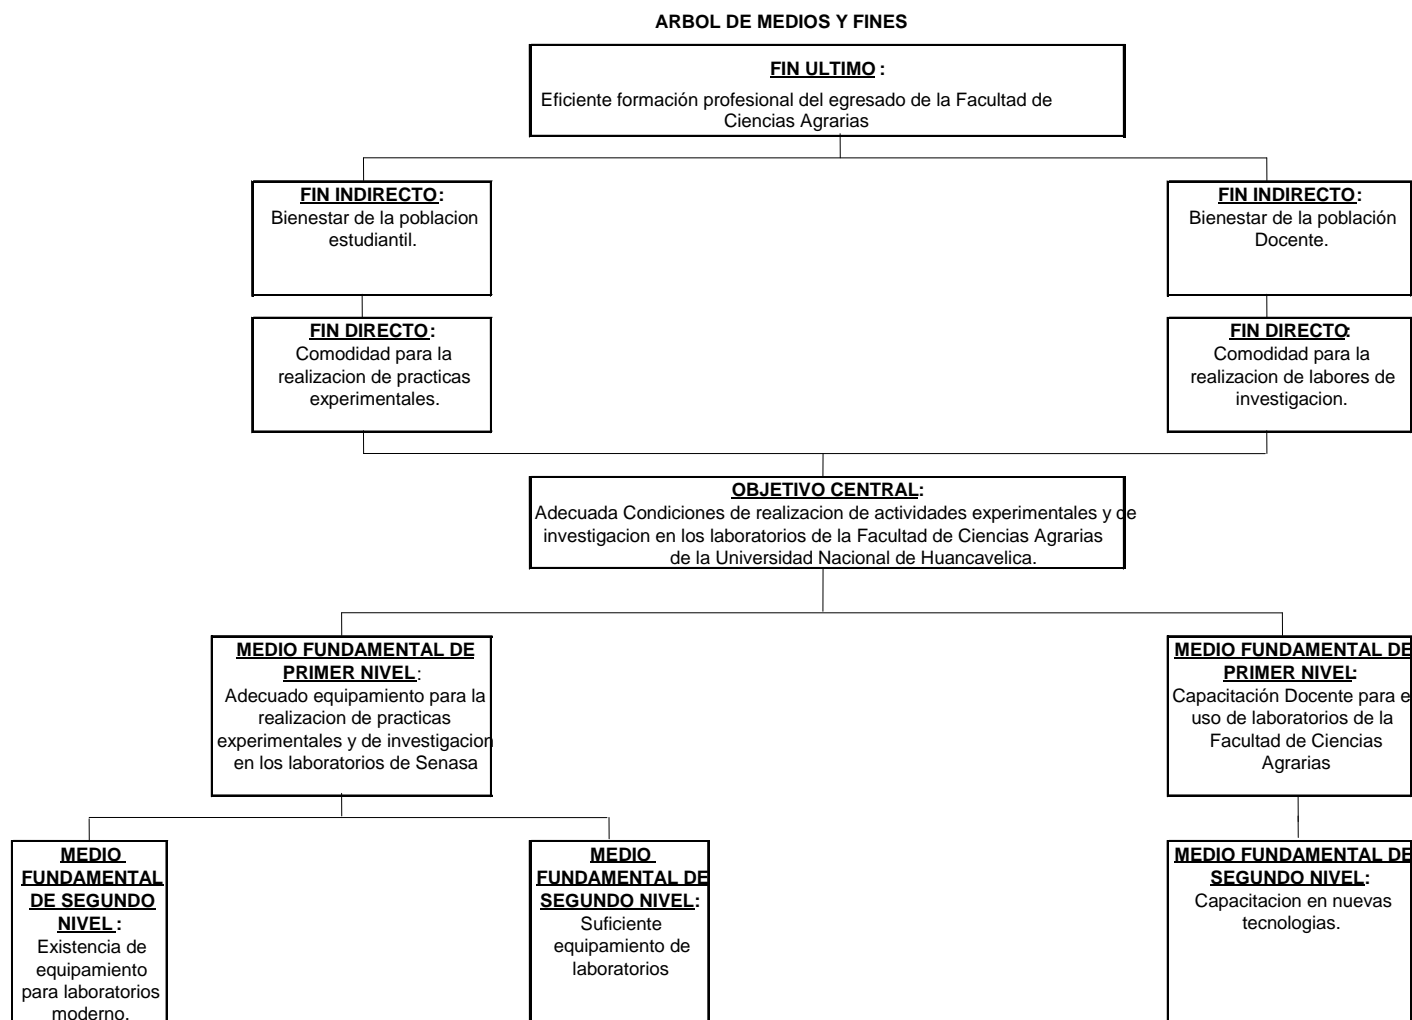 ARBOL DE MEDIOS Y FINES
FIN ULTIMO :
Eficiente formación profesional del egresado de la Facultad de
Ciencias Agrarias
FIN INDIRECTO:
Bienestar de la poblacion
estudiantil.
FIN INDIRECTO:
Bienestar de la población
Docente.
FIN DIRECTO:
Comodidad para la
realizacion de practicas
experimentales.
FIN DIRECTO:
Comodidad para la
realizacion de labores de
investigacion.
OBJETIVO CENTRAL:
Adecuada Condiciones de realizacion de actividades experimentales y de
investigacion en los laboratorios de la Facultad de Ciencias Agrarias
de la Universidad Nacional de Huancavelica.
MEDIO FUNDAMENTAL DE
PRIMER NIVEL:
Adecuado equipamiento para la
realizacion de practicas
experimentales y de investigacion
en los laboratorios de Senasa
MEDIO FUNDAMENTAL DE
PRIMER NIVEL:
Capacitación Docente para e
uso de laboratorios de la
Facultad de Ciencias
Agrarias
MEDIO
FUNDAMENTAL
DE SEGUNDO
NIVEL :
Existencia de
equipamiento
para laboratorios
moderno.
MEDIO
FUNDAMENTAL DE
SEGUNDO NIVEL:
Suficiente
equipamiento de
laboratorios
MEDIO FUNDAMENTAL DE
SEGUNDO NIVEL:
Capacitacion en nuevas
tecnologias.